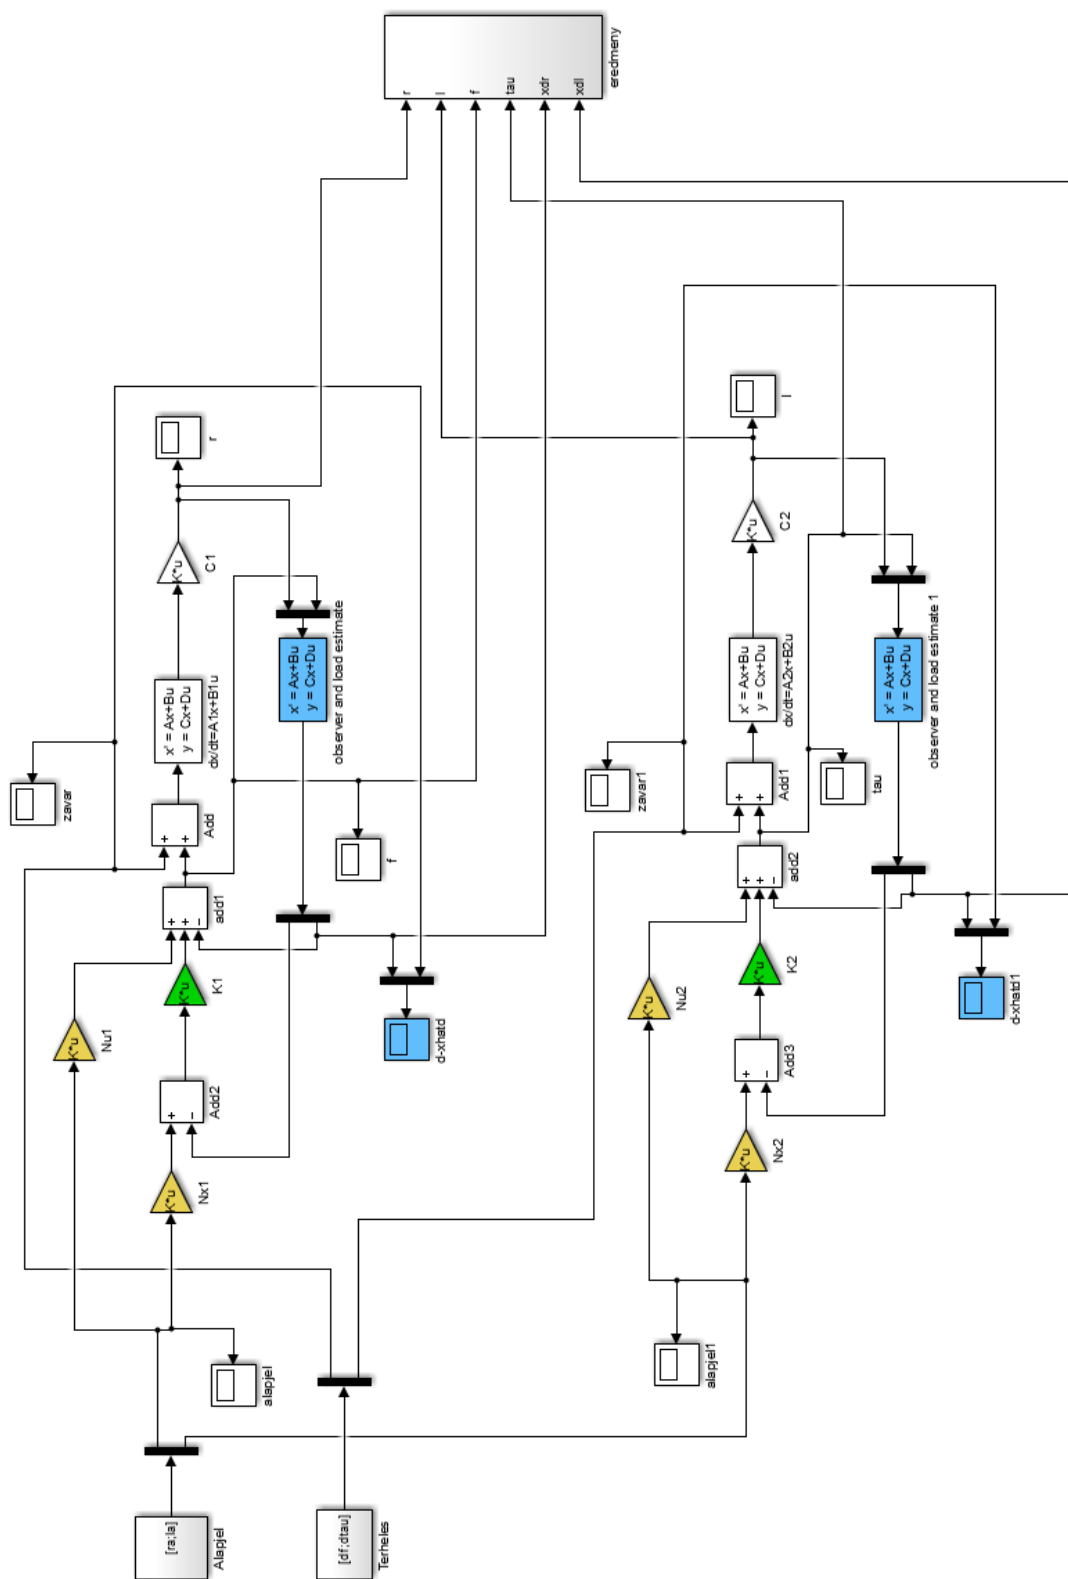 zavar
Nu1
K*u
[ra;la]
Alapjel
alapjel
K*u
Nx1
+
−
Add2
K*u
K1
+
+
−
add1
+
+
Add
x' = Ax+Bu
y = Cx+Du
dx/dt=A1x+B1u
K*u
C1
r
x' = Ax+Bu
y = Cx+Du
observer and load estimate
[df;dtau]
Terheles
f
d-xhatd
r
l
f
tau
xdr
xdl
eredmeny
zavar1
K*u
Nu2
alapjel1
K*u
Nx2
+
−
Add3
K*u
K2
+
+
−
add2
+
+
Add1
x' = Ax+Bu
y = Cx+Du
dx/dt=A2x+B2u
K*u
C2
l
tau
x' = Ax+Bu
y = Cx+Du
observer and load estimate 1
d-xhatd1